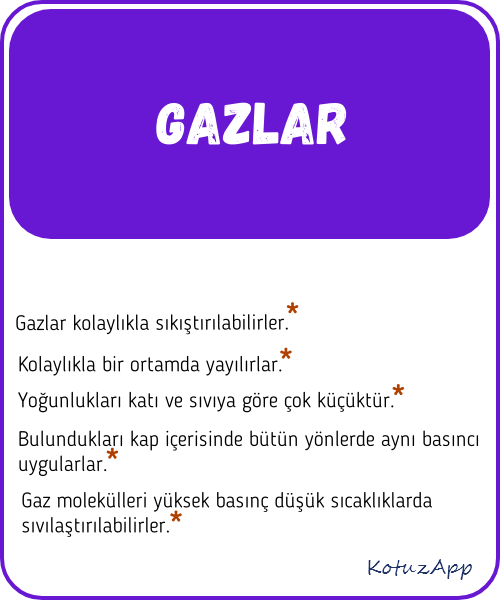 GAZLAR
Gazlar kolaylıkla sıkıştırılabilirler.*
Kolaylıkla bir ortamda yayılırlar.*
Yoğunlukları katı ve sıvıya göre çok küçüktür.*
Bulundukları kap içerisinde bütün yönlerde aynı basıncı
uygularlar.*
Gaz molekülleri yüksek basınç düşük sıcaklıklarda
sıvılaştırılabilirler.*
KotuzApp